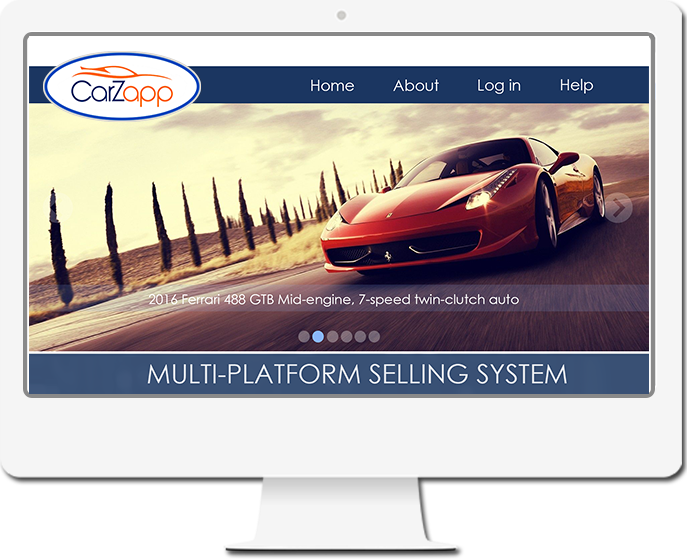 CarZapp
Home About Log in Help
2016 Ferrari 488 GTB Mid-engine, 7-speed twin-clutch auto
MULTI-PLATFORM SELLING SYSTEM